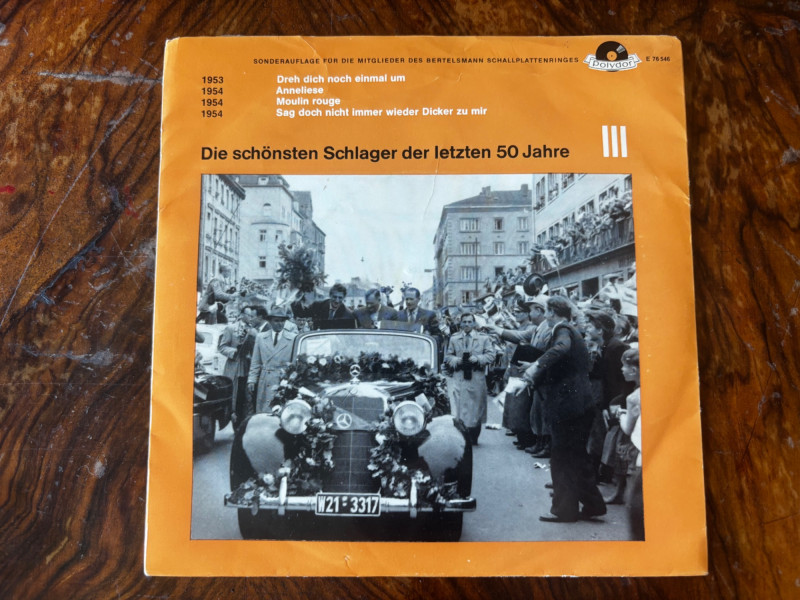 SONDERAUFLAGE FÜR DIE MITGLIEDER DES BERTELSMANN SCHALLPLATTENRINGES polydor E 76 546
1953 Dreh dich noch einmal um
1954 Anneliese
1954 Moulin rouge
1954 Sag doch nicht immer wieder Dicker zu mir
Die schönsten Schlager der letzten 50 Jahre III
W21-3317